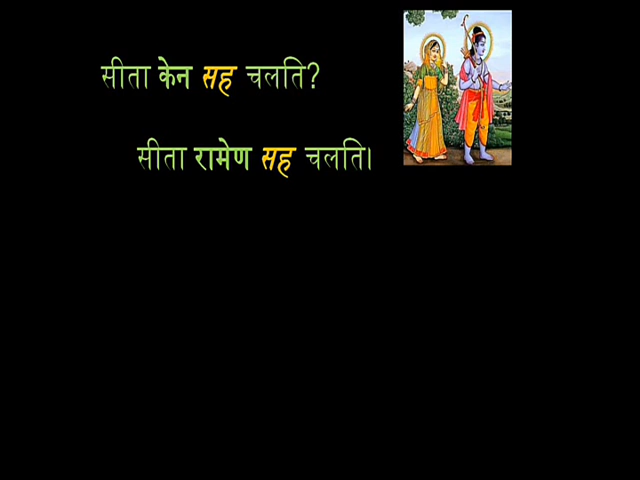 सीता केन सह चलति?
सीता रामेण सह चलति।